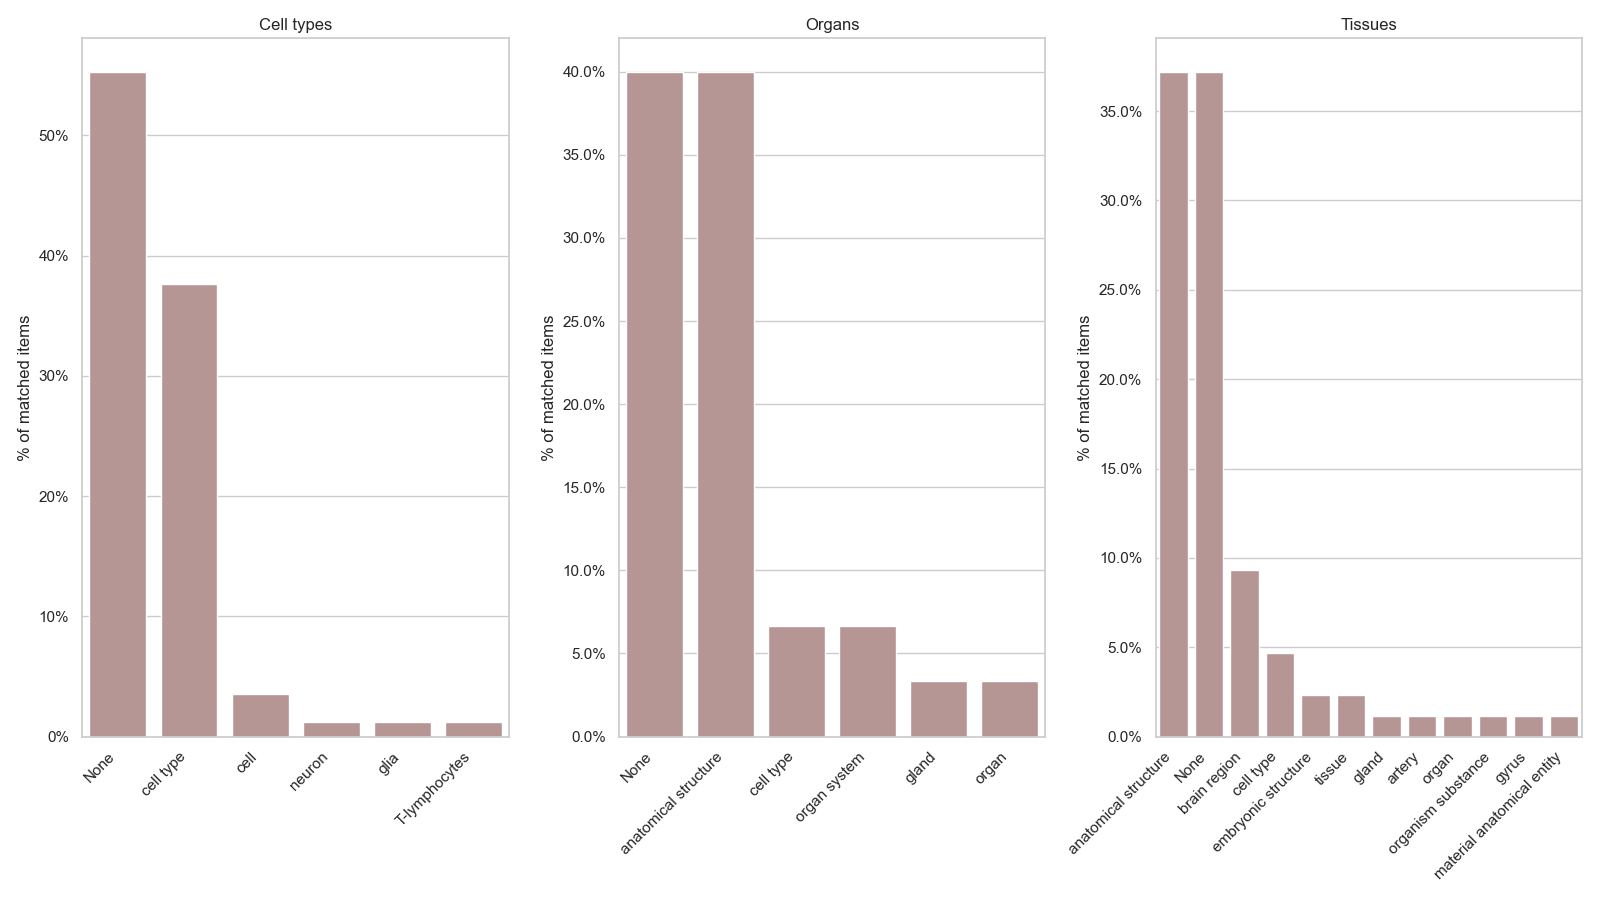 Cell types
% of matched items
50%
40%
30%
20%
10%
0%
None
cell type
cell
neuron
glia
T-lymphocytes
Organs
% of matched items
40.0%
35.0%
30.0%
25.0%
20.0%
15.0%
10.0%
5.0%
0.0%
None
anatomical structure
cell type
organ system
gland
organ
Tissues
% of matched items
35.0%
30.0%
25.0%
20.0%
15.0%
10.0%
5.0%
0.0%
anatomical structure
None
brain region
cell type
embryonic structure
tissue
gland
artery
organ
organism substance
gyrus
material anatomical entity